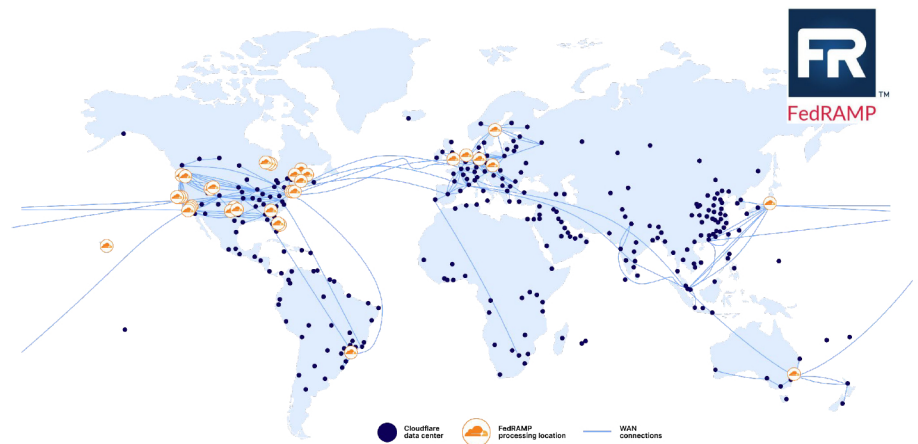 FR
TM
FedRAMP
Cloudflare
data center
FedRAMP
processing location
WAN
connections